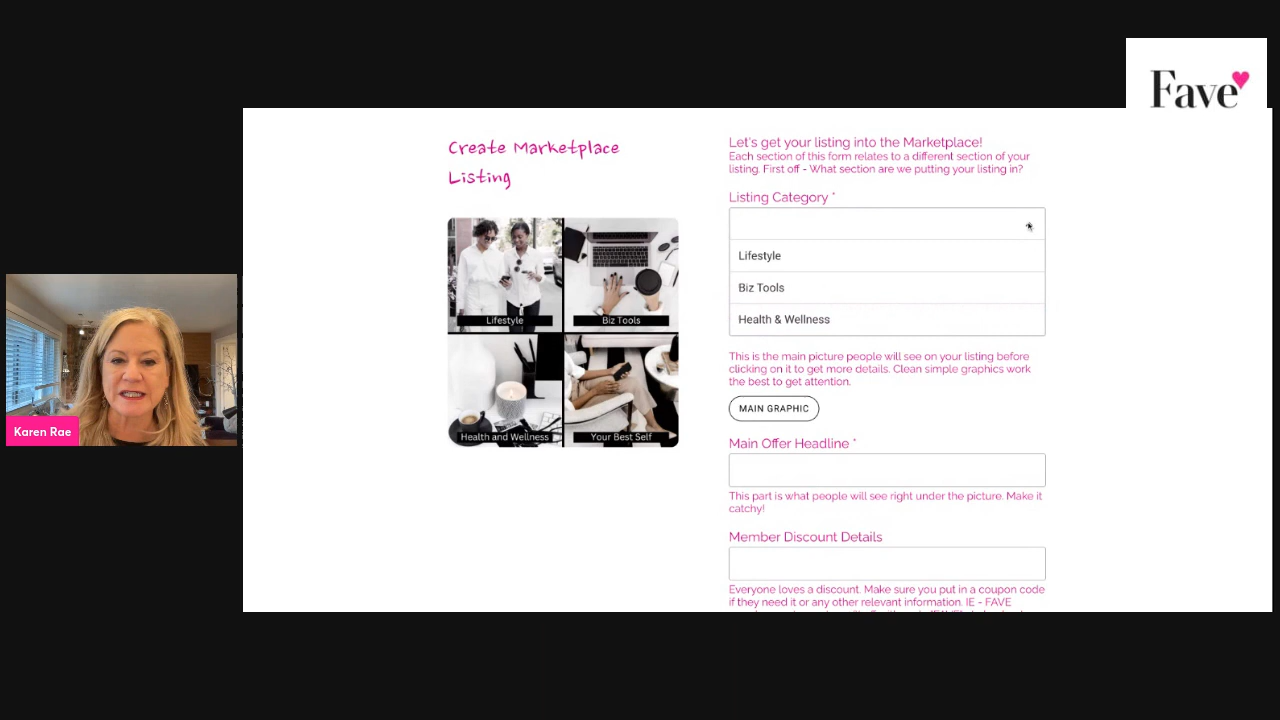 Fave
Create Marketplace
Listing
Lifestyle
Biz Tools
Health and Wellness
Your Best Self
Let's get your listing into the Marketplace!
Each section of this form relates to a different section of your
listing. First off - What section are we putting your listing in?
Listing Category *
Lifestyle
Biz Tools
Health & Wellness
This is the main picture people will see on your listing before
clicking on it to get more details. Clean simple graphics work
the best to get attention.
MAIN GRAPHIC
Main Offer Headline *
This part is what people will see right under the picture. Make it
catchy!
Member Discount Details
Everyone loves a discount. Make sure you put in a coupon code
if they need it or any other relevant information. IE - FAVE
Karen Rae